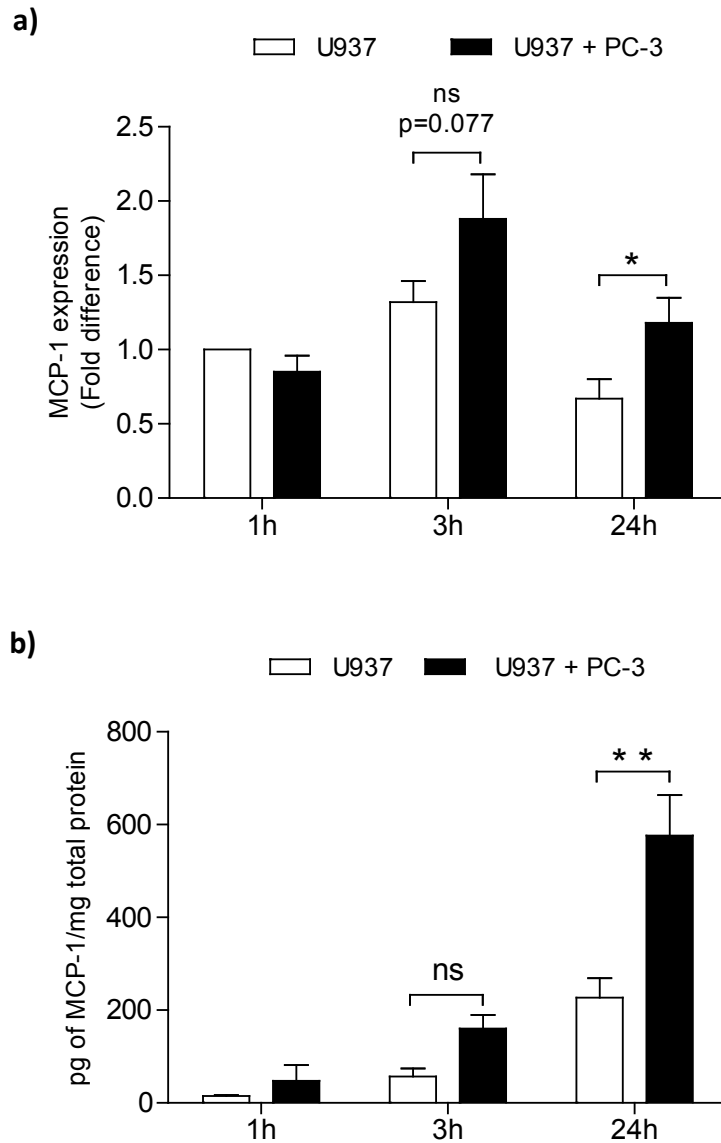 a)
U937 U937 + PC-3
ns
p=0.077
*
MCP-1 expression
(Fold difference)
2.5
2.0
1.5
1.0
0.5
0.0
1h 3h 24h
b)
U937 U937 + PC-3
* *
ns
pg of MCP-1/mg total protein
800
600
400
200
0
1h 3h 24h